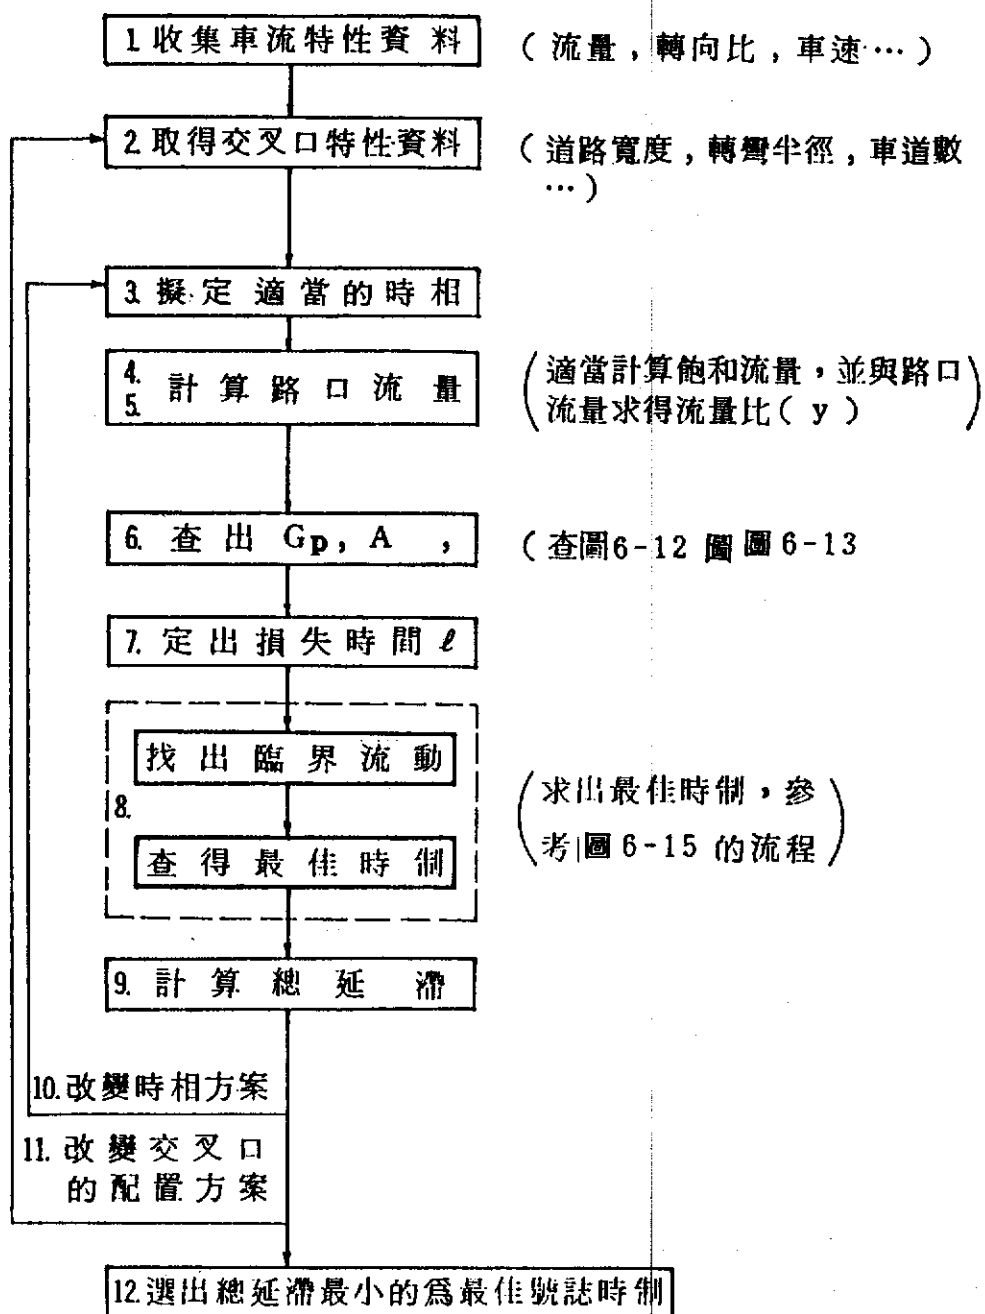 1. 收集車流特性資料
（流量，轉向比，車速…）
2. 取得交叉口特性資料
（道路寬度，轉彎半徑，車道數
…）
3. 擬定適當的時相
4.
5.
計算路口流量
適當計算飽和流量，並與路口
流量求得流量比（y）
6. 查出 Gp, A ,
（查圖6-12 圖圖6-13
7. 定出損失時間ℓ
找出臨界流動
8.
查得最佳時制
求出最佳時制，參
考圖6-15 的流程
9. 計算總延滯
10. 改變時相方案
11. 改變交叉口
的配置方案
12. 選出總延滯最小的為最佳號誌時制